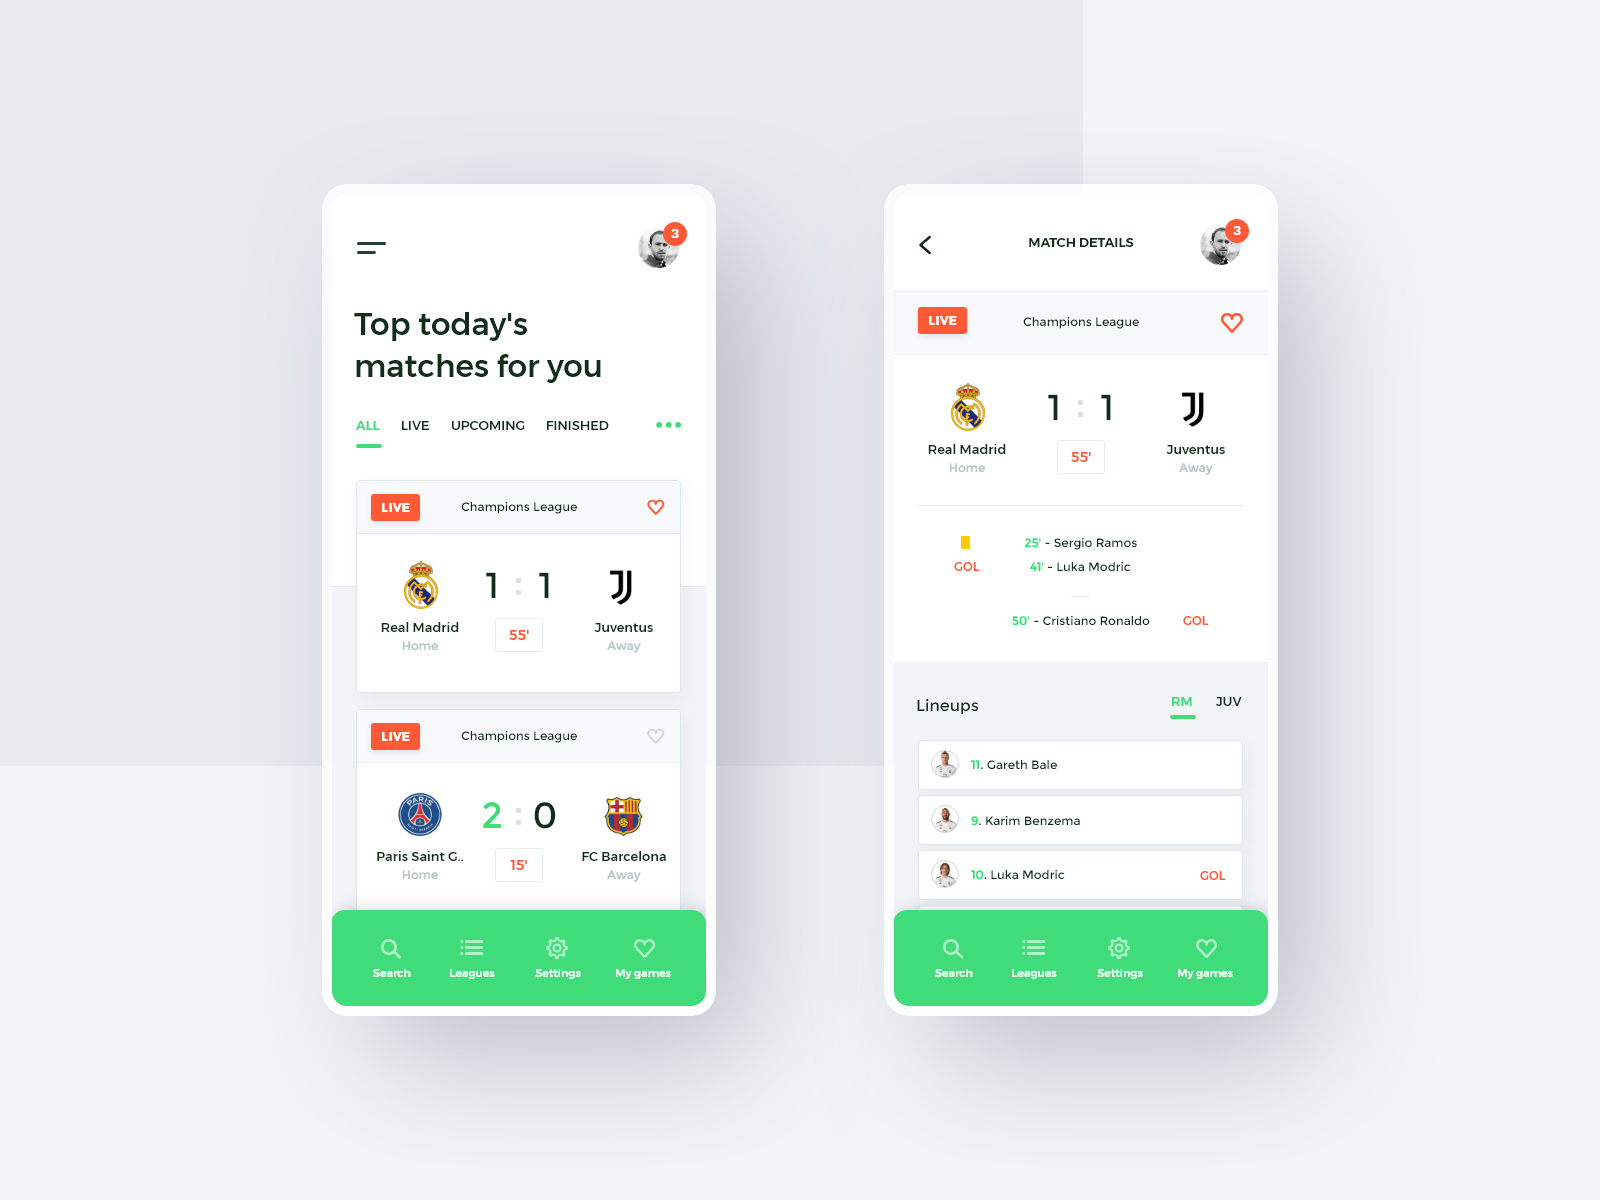 3
Top today's
matches for you
ALL LIVE UPCOMING FINISHED
LIVE Champions League
1 : 1
Real Madrid 55' Juventus
Home Away
LIVE Champions League
PARIS
2 : 0
Paris Saint G.. 15' FC Barcelona
Home Away
Search Leagues Settings My games
MATCH DETAILS 3
LIVE Champions League
1 : 1
Real Madrid 55' Juventus
Home Away
25' - Sergio Ramos
GOL 41' - Luka Modric
50' - Cristiano Ronaldo GOL
Lineups RM JUV
11. Gareth Bale
9. Karim Benzema
10. Luka Modric GOL
Search Leagues Settings My games